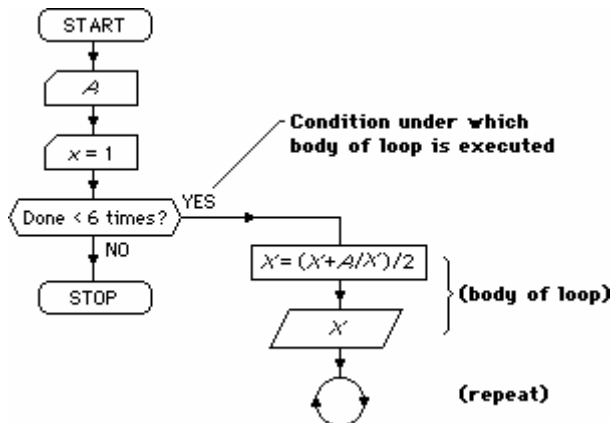 START
A
x = 1
Condition under which
body of loop is executed
Done < 6 times?
YES
NO
STOP
X = (X+A/X)/2
X
(body of loop)
(repeat)